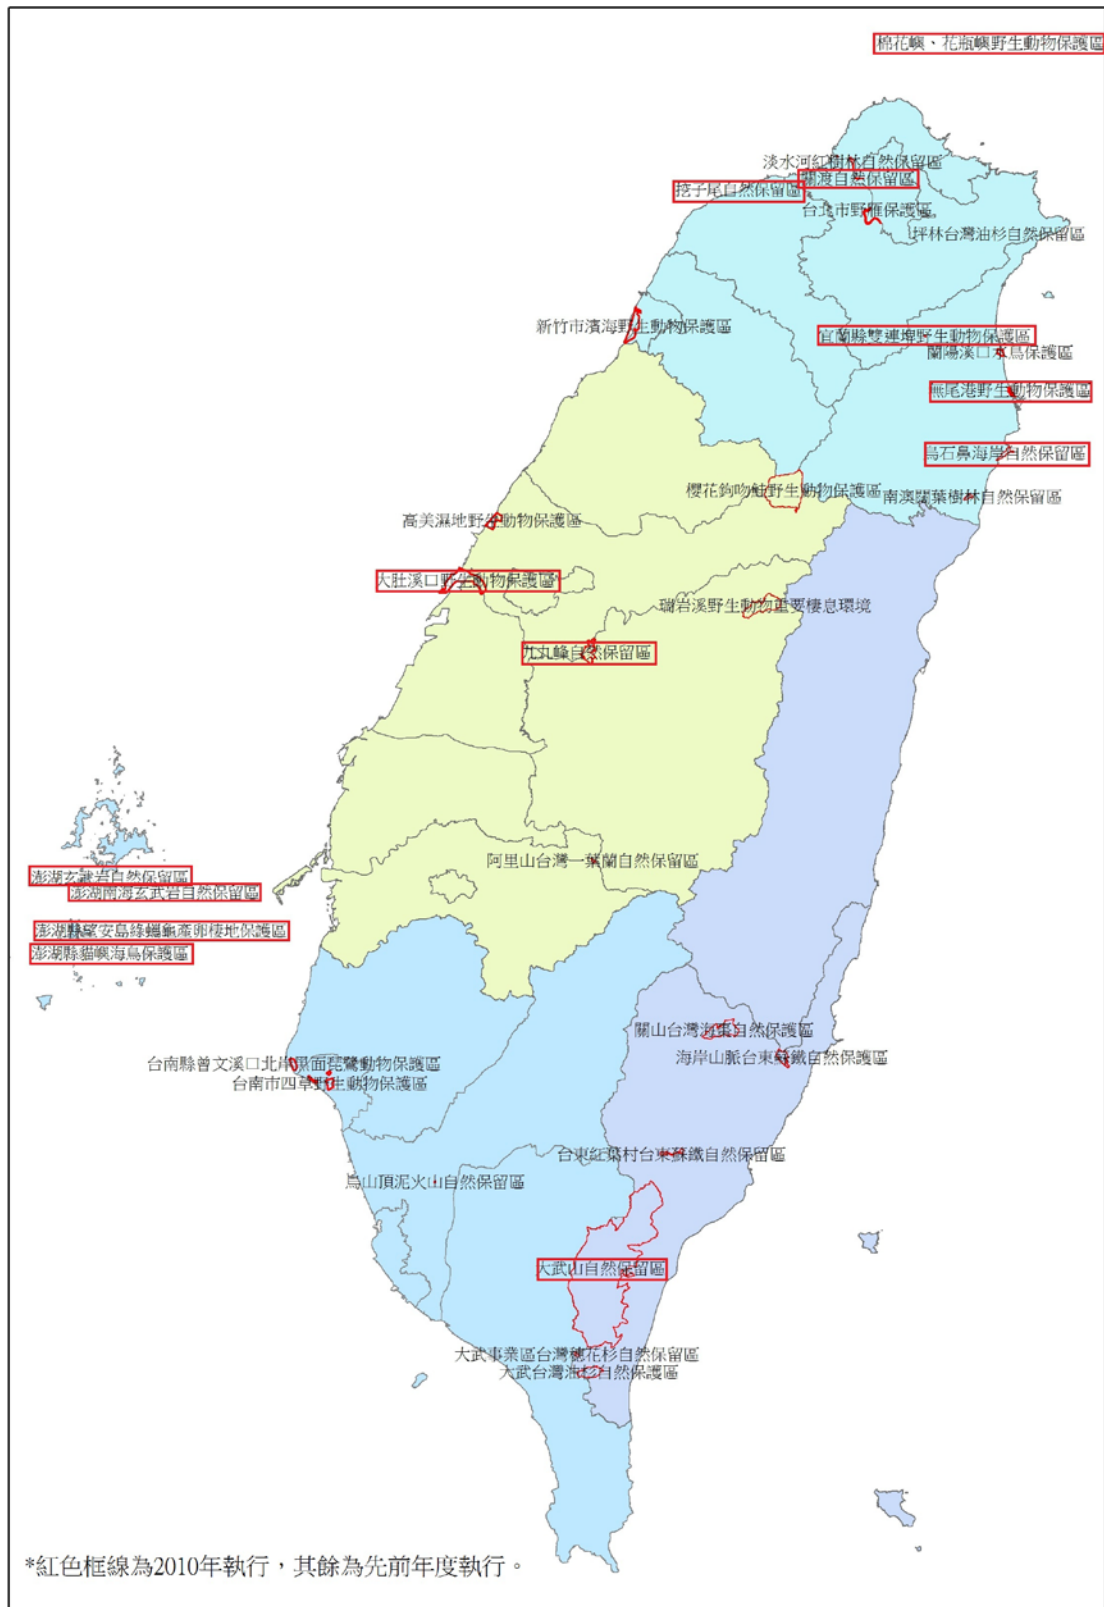 棉花嶼、花瓶嶼野生動物保護區
淡水河紅樹林自然保留區
關渡自然保留區
挖子尾自然保留區
台北市野雁保護區
坪林台灣油杉自然保留區
新竹市濱海野生動物保護區
宜蘭縣雙連埤野生動物保護區
蘭陽溪口水鳥保護區
無尾港野生動物保護區
烏石鼻海岸自然保留區
櫻花鉤吻鮭野生動物保護區
南澳闊葉樹林自然保留區
高美濕地野生動物保護區
大肚溪口野生動物保護區
瑞岩溪野生動物重要棲息環境
九九峰自然保留區
阿里山台灣一葉蘭自然保留區
澎湖玄武岩自然保留區
澎湖南海玄武岩自然保留區
澎湖縣望安島綠蠵龜產卵棲地保護區
澎湖縣貓嶼海鳥保護區
關山台灣海棗自然保護區
海岸山脈台東蘇鐵自然保護區
台南縣曾文溪口北岸黑面琵鷺動物保護區
台南市四草野生動物保護區
台東紅葉村台東蘇鐵自然保留區
烏山頂泥火山自然保留區
大武山自然保留區
大武事業區台灣穗花杉自然保留區
大武台灣油杉自然保護區
*紅色框線為2010年執行，其餘為先前年度執行。